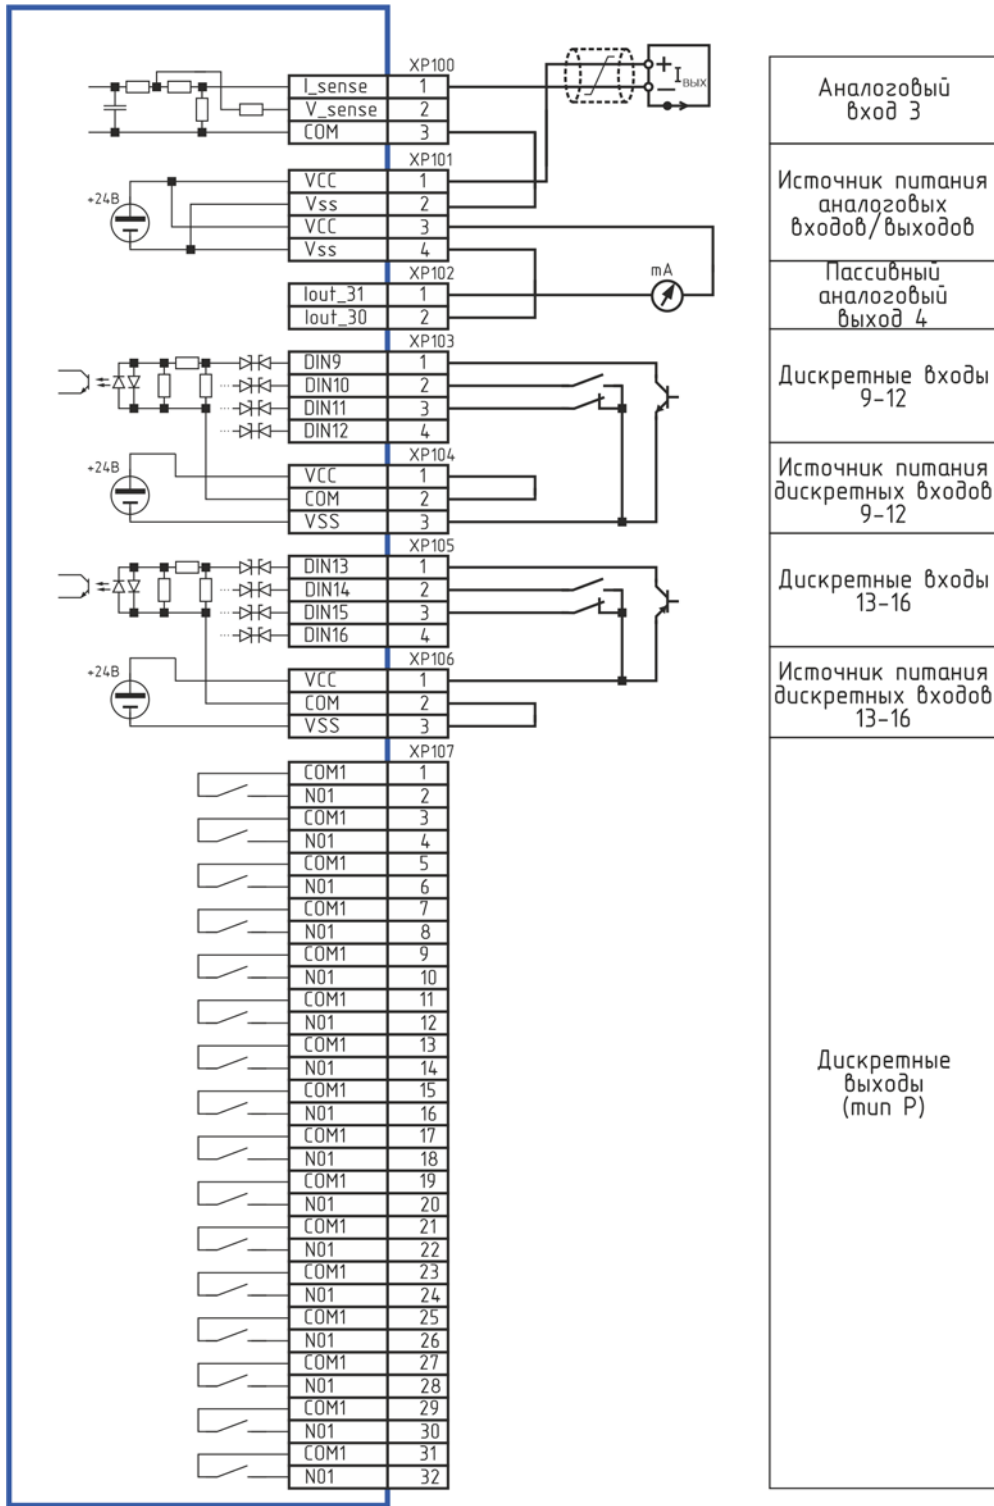 XP100
I_sense 1
V_sense 2
COM 3
+
–
Iвых
Аналоговый
вход 3
XP101
+24В
VCC 1
Vss 2
VCC 3
Vss 4
Источник питания
аналоговых
входов/выходов
XP102
Iout_31 1
Iout_30 2
mA
Пассивный
аналоговый
выход 4
XP103
DIN9 1
DIN10 2
DIN11 3
DIN12 4
Дискретные входы
9-12
XP104
+24В
VCC 1
COM 2
VSS 3
Источник питания
дискретных входов
9-12
XP105
DIN13 1
DIN14 2
DIN15 3
DIN16 4
Дискретные входы
13-16
XP106
+24В
VCC 1
COM 2
VSS 3
Источник питания
дискретных входов
13-16
XP107
COM1 1
NO1 2
COM1 3
NO1 4
COM1 5
NO1 6
COM1 7
NO1 8
COM1 9
NO1 10
COM1 11
NO1 12
COM1 13
NO1 14
COM1 15
NO1 16
COM1 17
NO1 18
COM1 19
NO1 20
COM1 21
NO1 22
COM1 23
NO1 24
COM1 25
NO1 26
COM1 27
NO1 28
COM1 29
NO1 30
COM1 31
NO1 32
Дискретные
выходы
(тип Р)